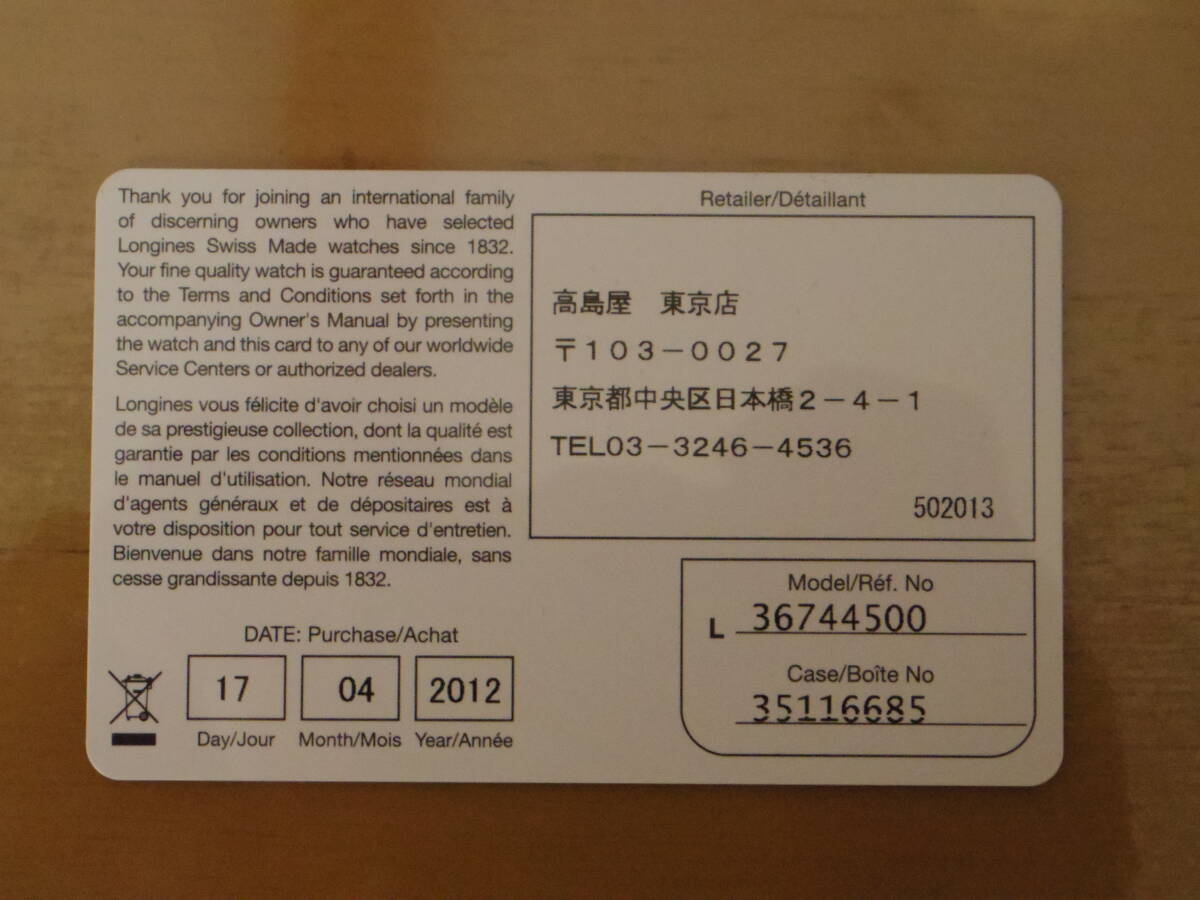 Thank you for joining an international family
of discerning owners who have selected
Longines Swiss Made watches since 1832.
Your fine quality watch is guaranteed according
to the Terms and Conditions set forth in the
accompanying Owner's Manual by presenting
the watch and this card to any of our worldwide
Service Centers or authorized dealers.
Longines vous félicite d'avoir choisi un modèle
de sa prestigieuse collection, dont la qualité est
garantie par les conditions mentionnées dans
le manuel d'utilisation. Notre réseau mondial
d'agents généraux et de dépositaires est à
votre disposition pour tout service d'entretien.
Bienvenue dans notre famille mondiale, sans
cesse grandissante depuis 1832.
DATE: Purchase/Achat
17 04 2012
Day/Jour Month/Mois Year/Année
Retailer/Détaillant
高島屋　東京店
〒103-0027
東京都中央区日本橋2-4-1
TEL03-3246-4536
502013
Model/Réf. No
L 36744500
Case/Boîte No
35116685